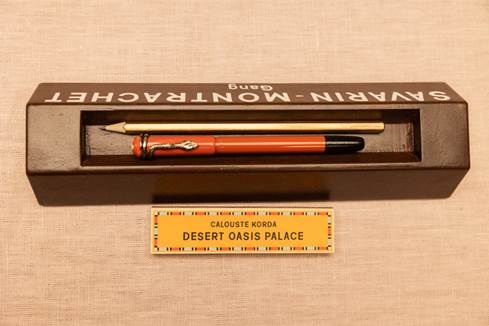 SAVARIN-MONTRACHET
Gang
CALOUSTE KORDA
DESERT OASIS PALACE